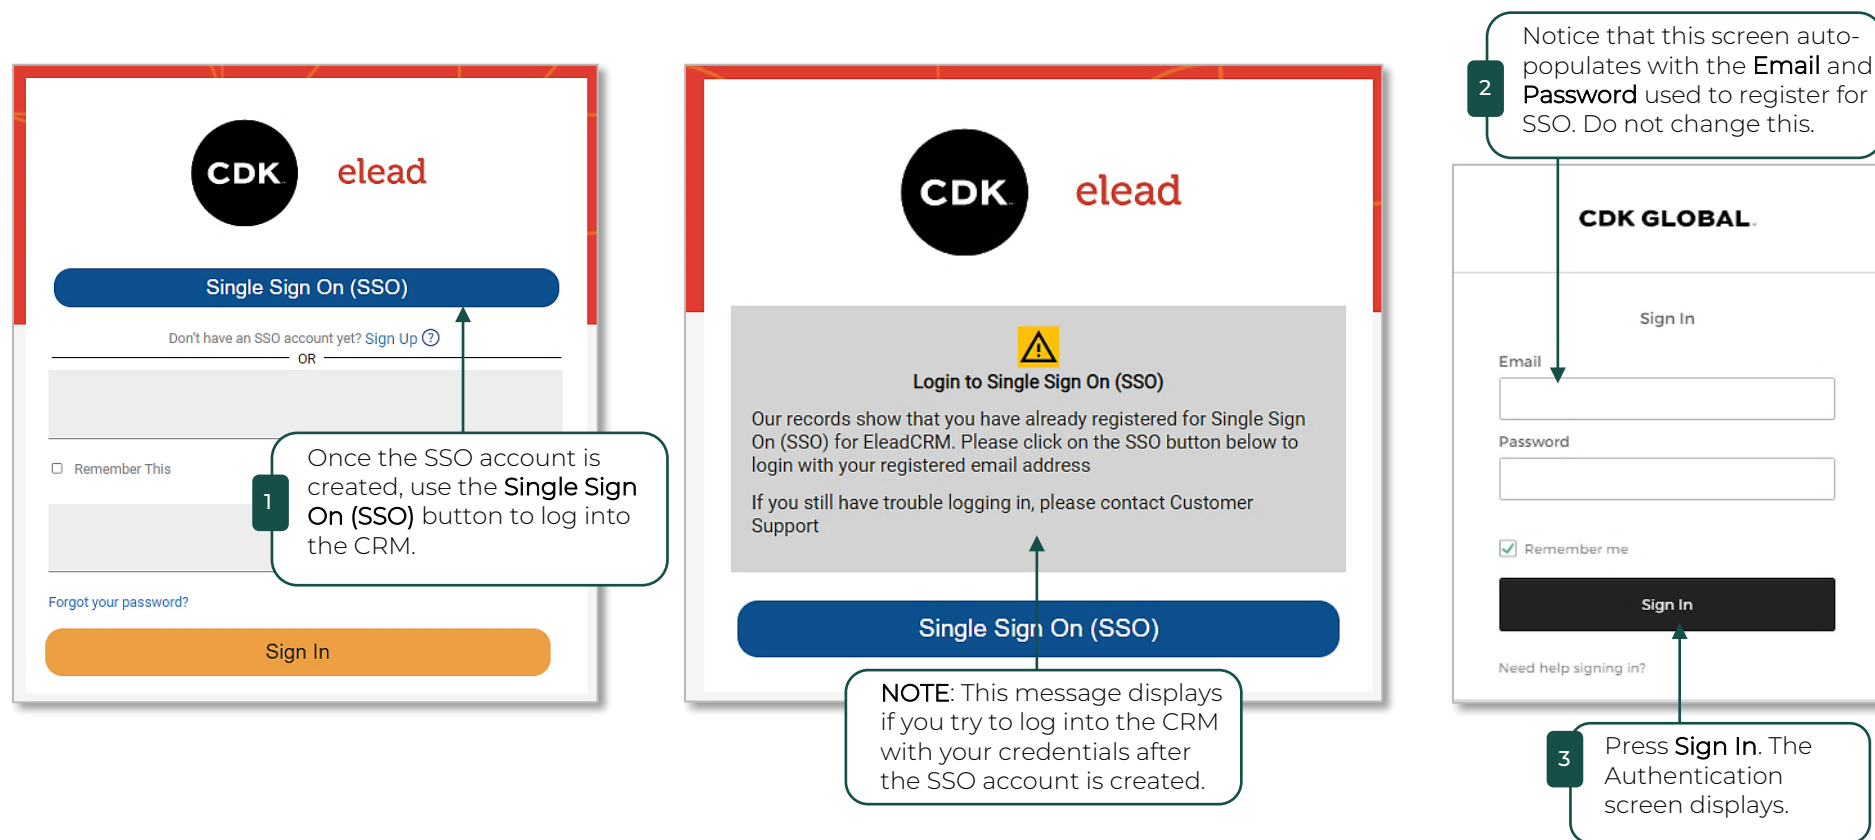 CDK
elead
Single Sign On (SSO)
Don't have an SSO account yet? Sign Up ?
OR
Remember This
Forgot your password?
Sign In
1
Once the SSO account is
created, use the Single Sign
On (SSO) button to log into
the CRM.
CDK
elead
Login to Single Sign On (SSO)
Our records show that you have already registered for Single Sign
On (SSO) for EleadCRM. Please click on the SSO button below to
login with your registered email address
If you still have trouble logging in, please contact Customer
Support
Single Sign On (SSO)
NOTE: This message displays
if you try to log into the CRM
with your credentials after
the SSO account is created.
2
Notice that this screen auto-
populates with the Email and
Password used to register for
SSO. Do not change this.
CDK GLOBAL
Sign In
Email
Password
Remember me
Sign In
Need help signing in?
3
Press Sign In. The
Authentication
screen displays.